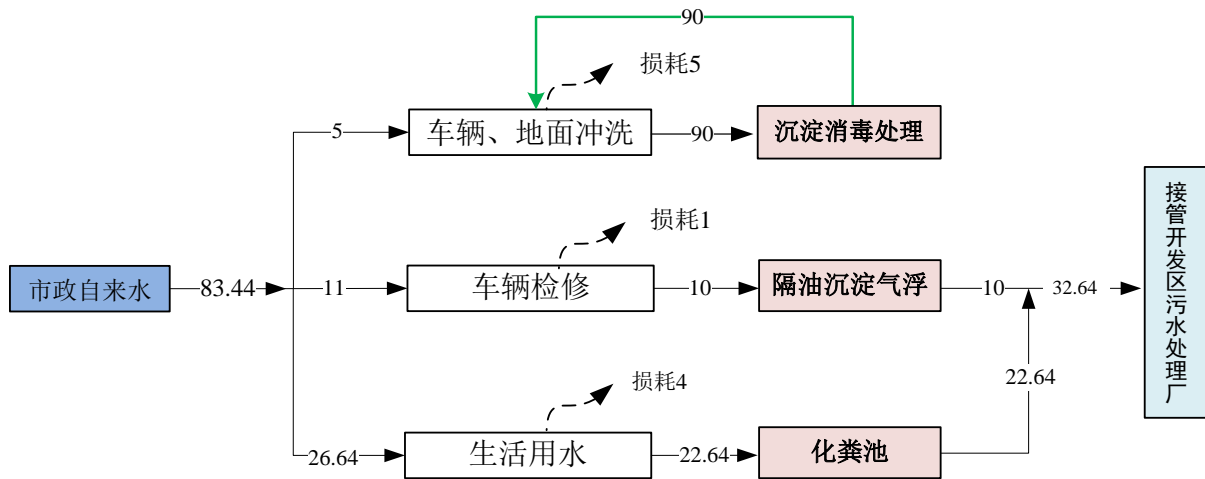 90
损耗5
5
车辆、地面冲洗
90
沉淀消毒处理
损耗1
市政自来水
83.44
11
车辆检修
10
隔油沉淀气浮
10
32.64
接管开发区污水处理厂
损耗4
22.64
26.64
生活用水
22.64
化粪池